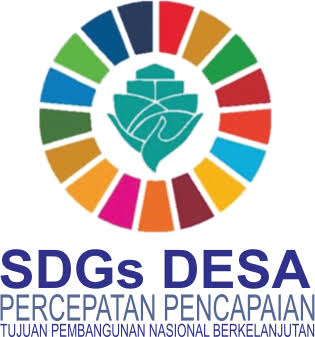 SDGs DESA
PERCEPATAN PENCAPAIAN
TUJUAN PEMBANGUNAN NASIONAL BERKELANJUTAN